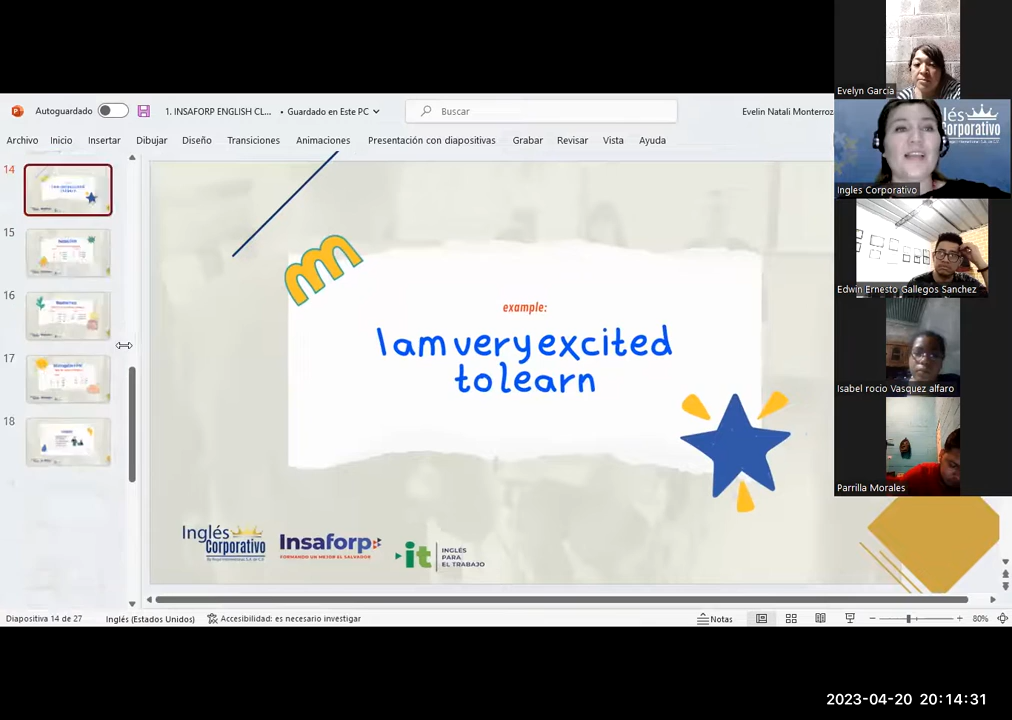 Autoguardado
1. INSAFORP ENGLISH CL... • Guardado en Este PC
Buscar
Evelin Natali Monterroz
Archivo Inicio Insertar Dibujar Diseño Transiciones Animaciones Presentación con diapositivas Grabar Revisar Vista Ayuda
14
15
16
17
18
example:
I am very excited
to learn
Inglés
Corporativo
Insaforp
FORMANDO UN MEJOR EL SALVADOR
it
INGLÉS
PARA
EL TRABAJO
Diapositiva 14 de 27
Inglés (Estados Unidos)
Accesibilidad: es necesario investigar
Notas
80%
Evelyn Garcia
lés
orporativo
Ingles Corporativo
Edwin Ernesto Gallegos Sanchez
Isabel rocio Vasquez alfaro
Parrilla Morales
2023-04-20 20:14:31